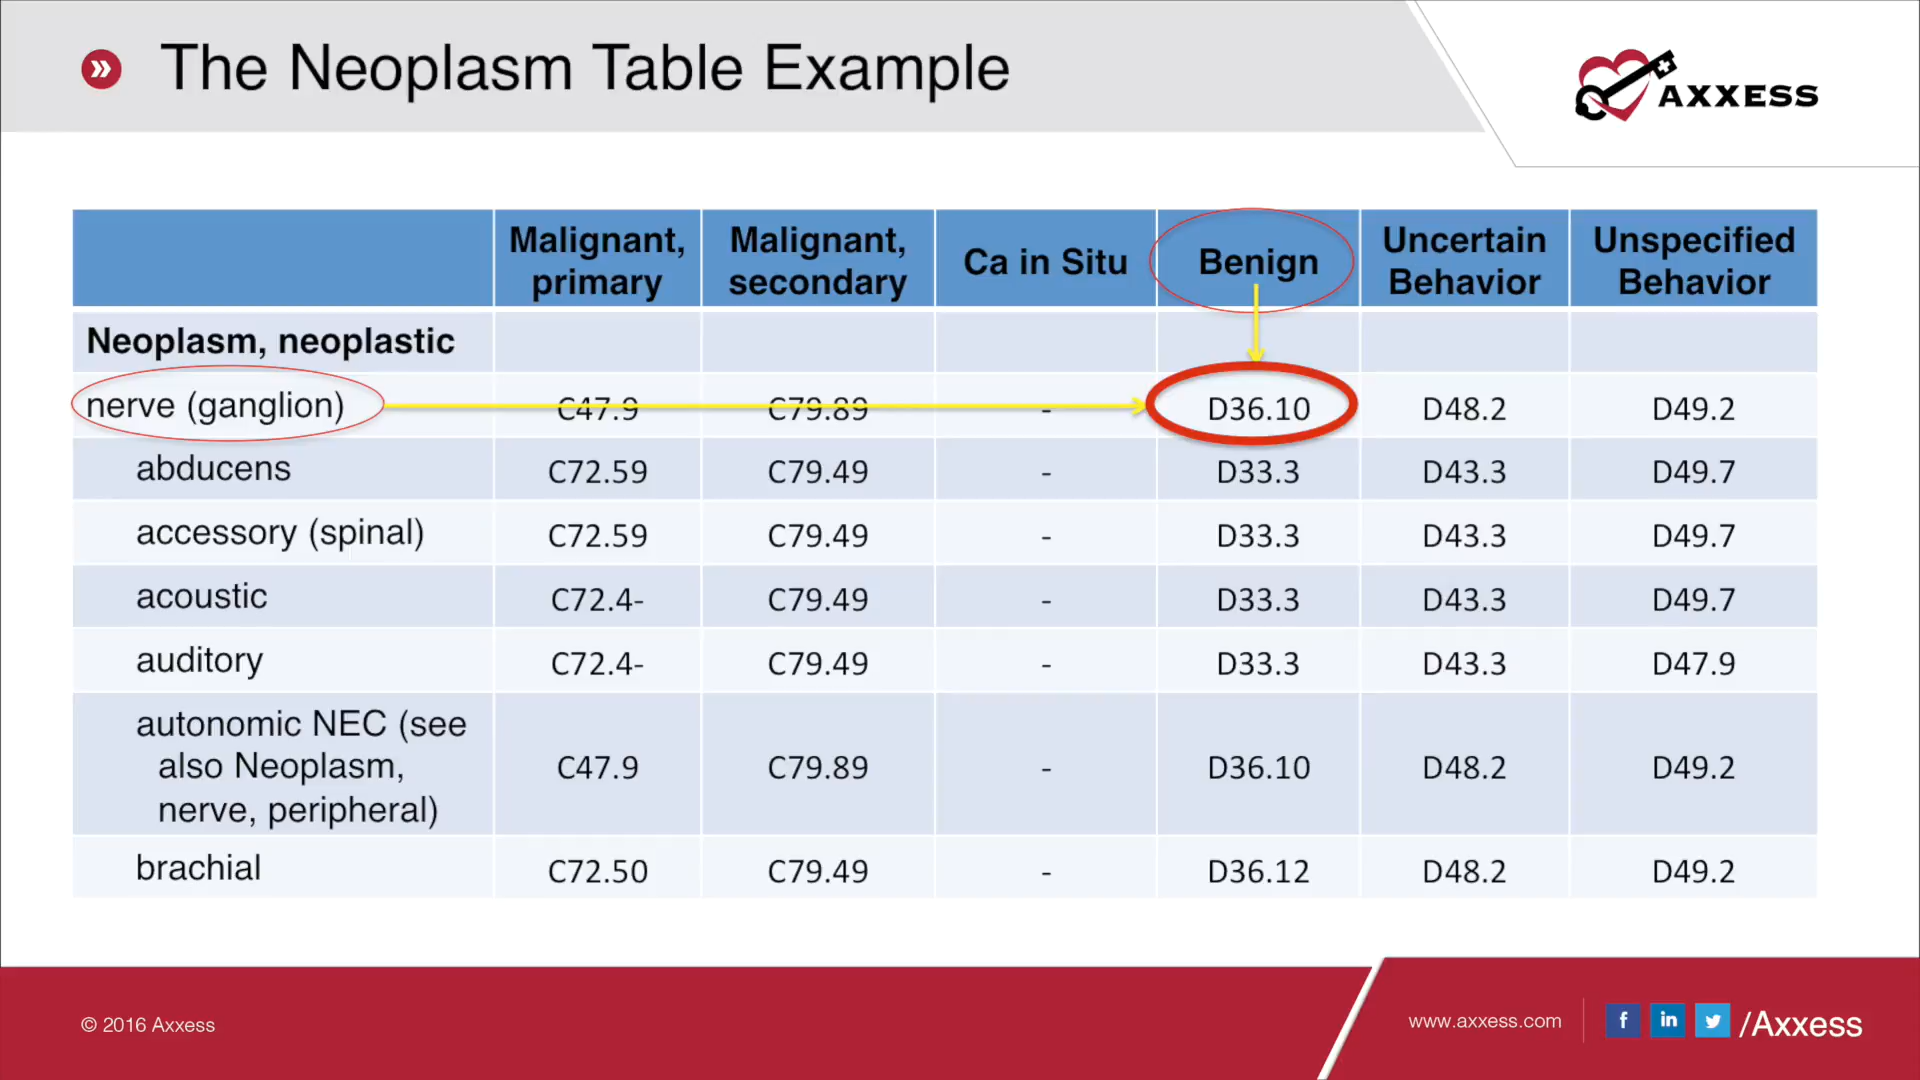 The Neoplasm Table Example
AXXESS
Malignant, primary Malignant, secondary Ca in Situ Benign Uncertain Behavior Unspecified Behavior
Neoplasm, neoplastic
nerve (ganglion) C47.9 C79.89 - D36.10 D48.2 D49.2
abducens C72.59 C79.49 - D33.3 D43.3 D49.7
accessory (spinal) C72.59 C79.49 - D33.3 D43.3 D49.7
acoustic C72.4- C79.49 - D33.3 D43.3 D49.7
auditory C72.4- C79.49 - D33.3 D43.3 D47.9
autonomic NEC (see also Neoplasm, nerve, peripheral) C47.9 C79.89 - D36.10 D48.2 D49.2
brachial C72.50 C79.49 - D36.12 D48.2 D49.2
© 2016 Axxess
www.axxess.com
f in /Axxess